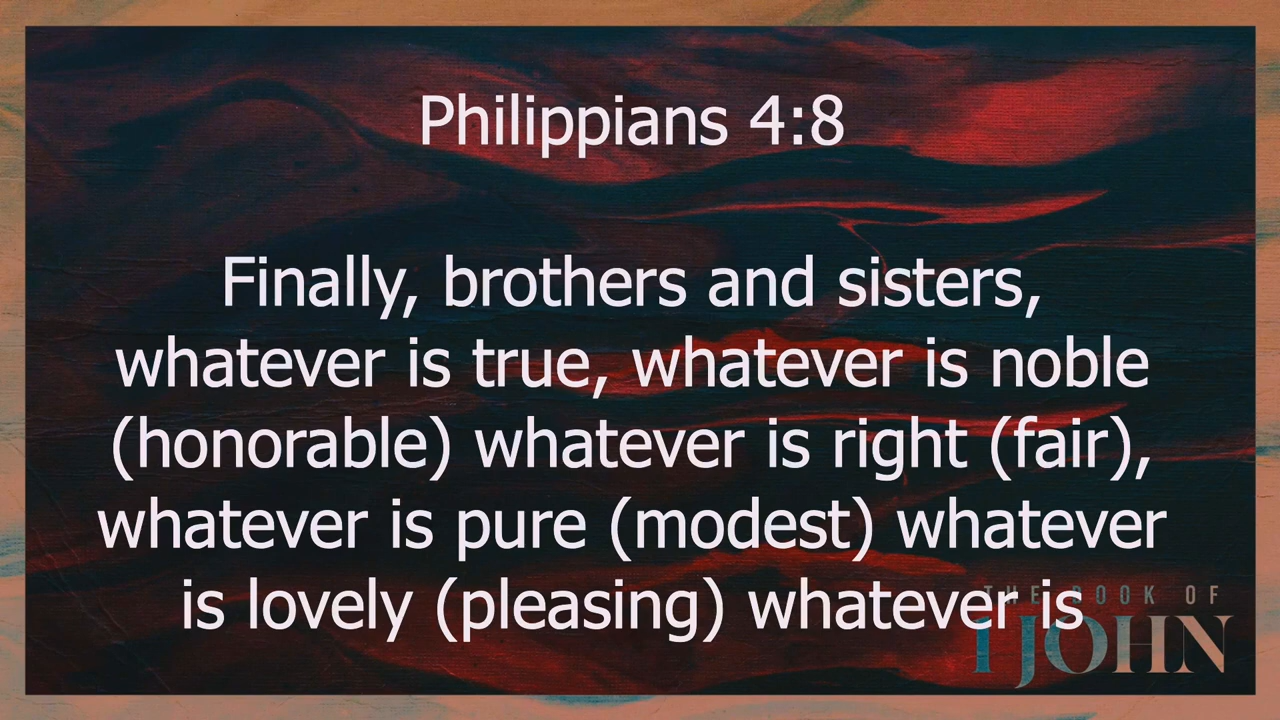 Philippians 4:8
Finally, brothers and sisters,
whatever is true, whatever is noble
(honorable) whatever is right (fair),
whatever is pure (modest) whatever
is lovely (pleasing) whatever is
THE BOOK OF
1 JOHN